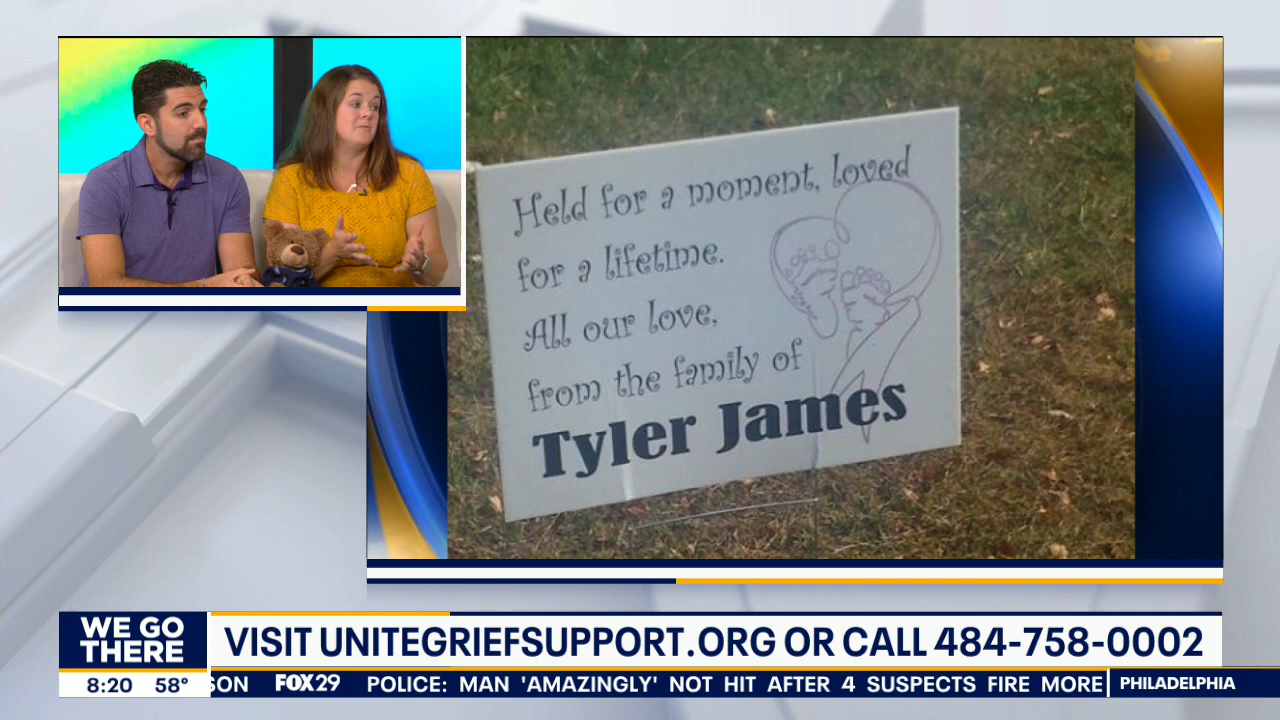 Held for a moment, loved
for a lifetime.
All our love,
from the family of
Tyler James
WE GO
THERE
VISIT UNITEGRIEFSUPPORT.ORG OR CALL 484-758-0002
8:20 58° SON FOX29 POLICE: MAN 'AMAZINGLY' NOT HIT AFTER 4 SUSPECTS FIRE MORE PHILADELPHIA